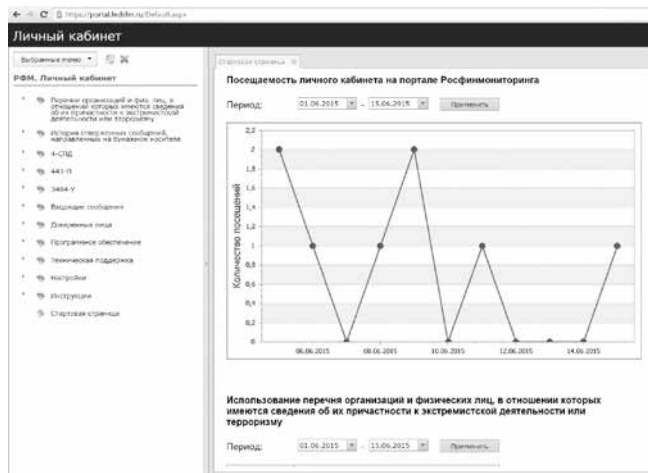 https://portal.fedsfm.ru/Default.aspx
Личный кабинет
Выбранные меню
РФМ. Личный кабинет
Перечни организаций и физ. лиц, в
отношении которых имеются сведения
об их причастности к экстремистской
деятельности или терроризму
История отвергнутых сообщений,
направленных на бумажном носителе
4-СПД
443-П
3484-У
Входящие сообщения
Доверенные лица
Программное обеспечение
Техническая поддержка
Настройки
Инструкции
Стартовая страница
Стартовая страница
Посещаемость личного кабинета на портале Росфинмониторинга
Период: 01.06.2015 – 15.06.2015 Применить
Количество посещений
2,2
2
1,8
1,6
1,4
1,2
1
0,8
0,6
0,4
0,2
0
06.06.2015 08.06.2015 10.06.2015 12.06.2015 14.06.2015
Использование перечня организаций и физических лиц, в отношении которых
имеются сведения об их причастности к экстремистской деятельности или
терроризму
Период: 01.06.2015 – 15.06.2015 Применить